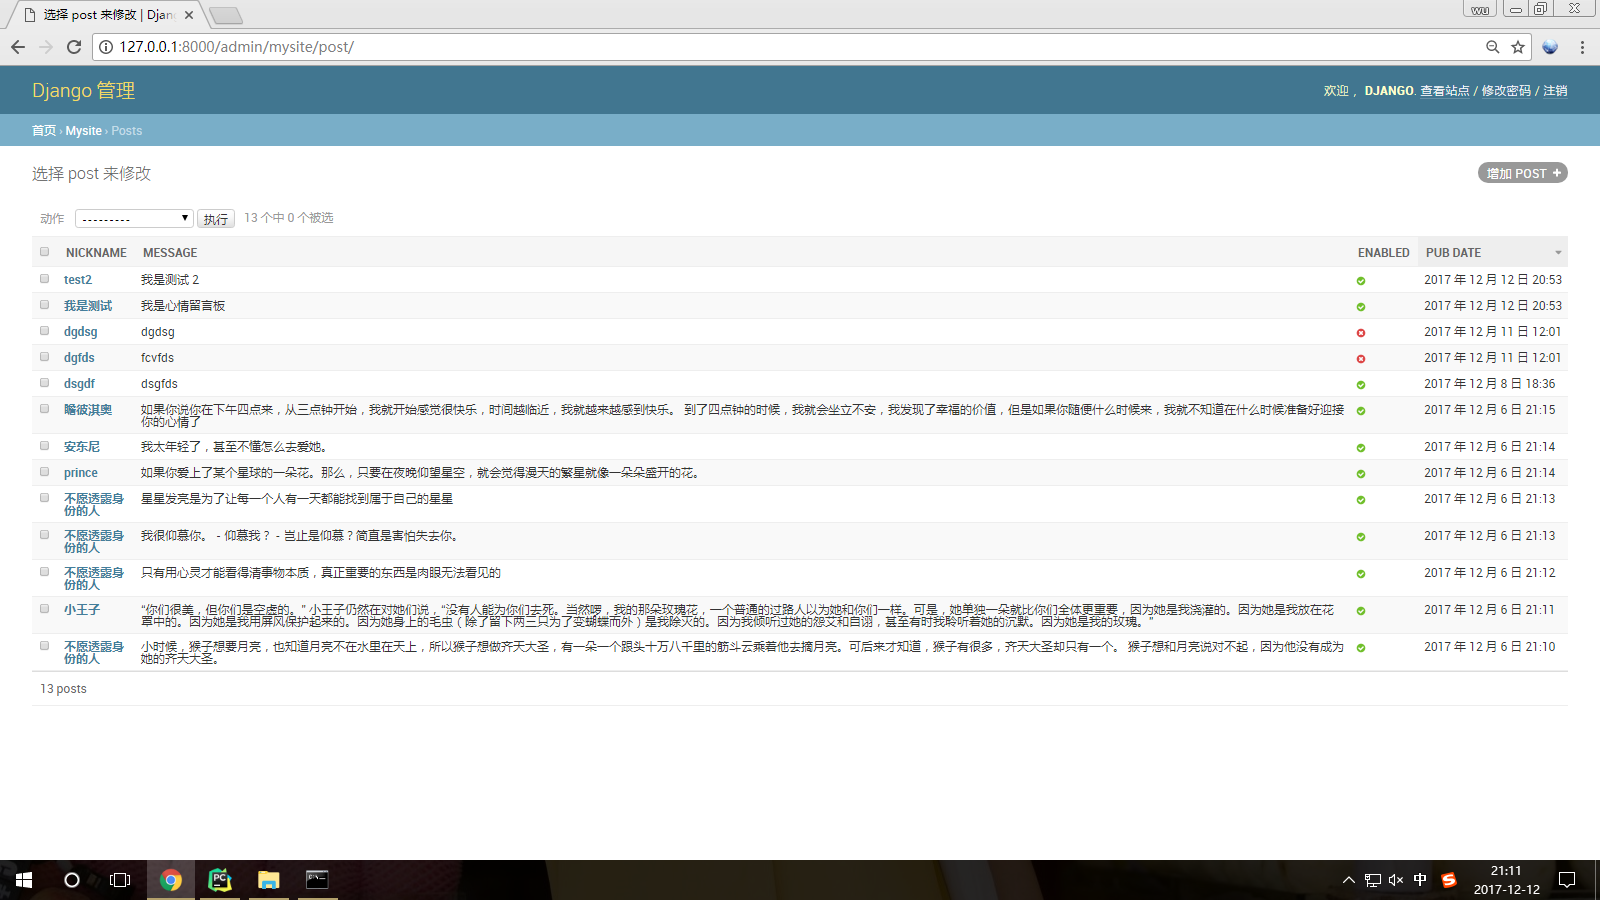 选择 post 来修改 | Djan
wu
127.0.0.1:8000/admin/mysite/post/
Django 管理
欢迎， DJANGO. 查看站点 / 修改密码 / 注销
首页 › Mysite › Posts
选择 post 来修改
增加 POST +
动作 --------- 执行 13 个中 0 个被选
NICKNAME MESSAGE ENABLED PUB DATE
test2 我是测试 2 2017 年 12 月 12 日 20:53
我是测试 我是心情留言板 2017 年 12 月 12 日 20:53
dgdsg dgdsg 2017 年 12 月 11 日 12:01
dgfds fcvfds 2017 年 12 月 11 日 12:01
dsgdf dsgfds 2017 年 12 月 8 日 18:36
瞻彼淇奥 如果你说你在下午四点来，从三点钟开始，我就开始感觉很快乐，时间越临近，我就越来越感到快乐。 到了四点钟的时候，我就会坐立不安，我发现了幸福的价值，但是如果你随便什么时候来，我就不知道在什么时候准备好迎接 2017 年 12 月 6 日 21:15
你的心情了
安东尼 我太年轻了，甚至不懂怎么去爱她。 2017 年 12 月 6 日 21:14
prince 如果你爱上了某个星球的一朵花。那么，只要在夜晚仰望星空，就会觉得漫天的繁星就像一朵朵盛开的花。 2017 年 12 月 6 日 21:14
不愿透露身 星星发亮是为了让每一个人有一天都能找到属于自己的星星 2017 年 12 月 6 日 21:13
份的人
不愿透露身 我很仰慕你。 - 仰慕我？ - 岂止是仰慕？简直是害怕失去你。 2017 年 12 月 6 日 21:13
份的人
不愿透露身 只有用心灵才能看得清事物本质，真正重要的东西是肉眼无法看见的 2017 年 12 月 6 日 21:12
份的人
小王子 “你们很美，但你们是空虚的。” 小王子仍然在对她们说，“没有人能为你们去死。当然啰，我的那朵玫瑰花，一个普通的过路人以为她和你们一样。可是，她单独一朵就比你们全体更重要，因为她是我浇灌的。因为她是我放在花 2017 年 12 月 6 日 21:11
罩中的。因为她是我用屏风保护起来的。因为她身上的毛虫（除了留下两三只为了变蝴蝶而外）是我除灭的。因为我倾听过她的怨艾和自诩，甚至有时我聆听着她的沉默。因为她是我的玫瑰。”
不愿透露身 小时候，猴子想要月亮，也知道月亮不在水里在天上，所以猴子想做齐天大圣，有一朵一个跟头十万八千里的筋斗云乘着他去摘月亮。可后来才知道，猴子有很多，齐天大圣却只有一个。 猴子想和月亮说对不起，因为他没有成为 2017 年 12 月 6 日 21:10
份的人 她的齐天大圣。
13 posts
中
21:11
2017-12-12